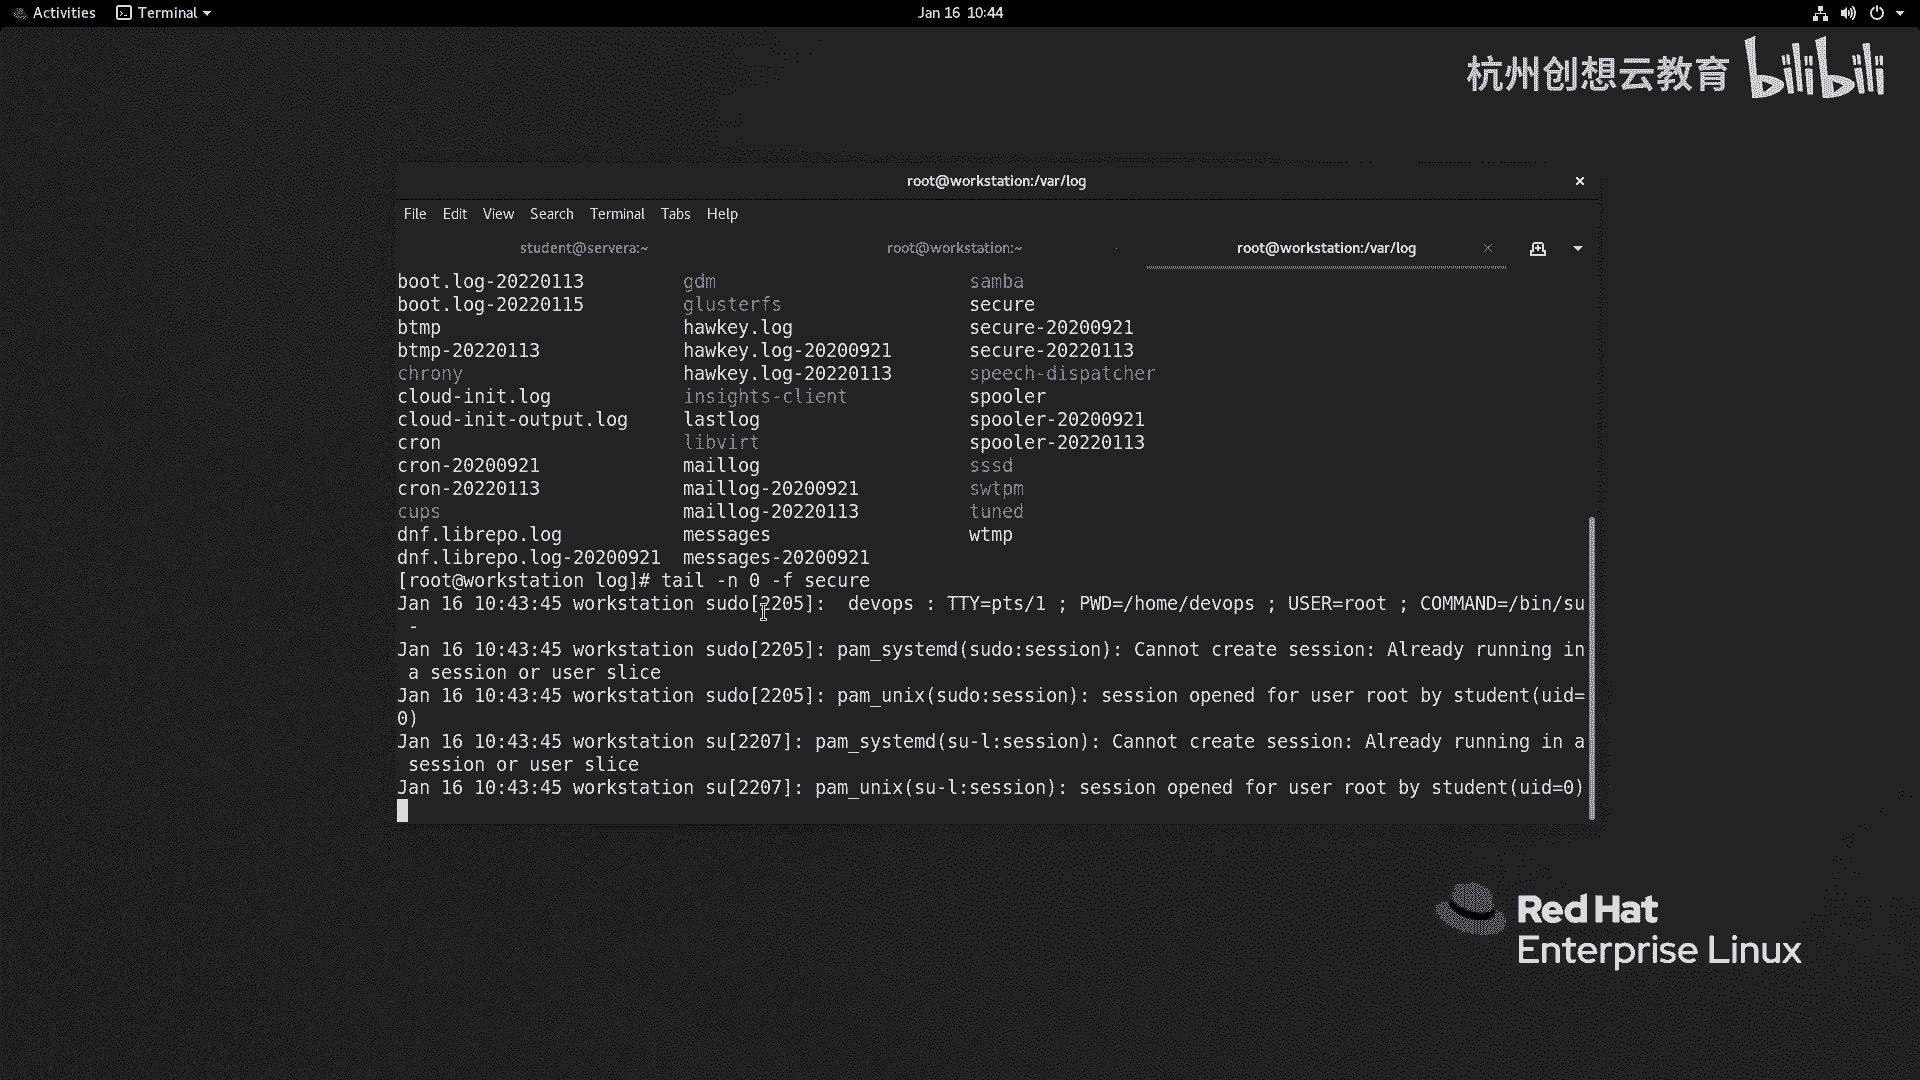 Activities Terminal Jan 16 10:44
杭州创想云教育 bilibili
root@workstation:/var/log
File Edit View Search Terminal Tabs Help
student@servera:~ root@workstation:~ root@workstation:/var/log
boot.log-20220113 gdm samba
boot.log-20220115 glusterfs secure
btmp hawkey.log secure-20200921
btmp-20220113 hawkey.log-20200921 secure-20220113
chrony hawkey.log-20220113 speech-dispatcher
cloud-init.log insights-client spooler
cloud-init-output.log lastlog spooler-20200921
cron libvirt spooler-20220113
cron-20200921 maillog sssd
cron-20220113 maillog-20200921 swtpm
cups maillog-20220113 tuned
dnf.librepo.log messages wtmp
dnf.librepo.log-20200921 messages-20200921
[root@workstation log]# tail -n 0 -f secure
Jan 16 10:43:45 workstation sudo[2205]:  devops : TTY=pts/1 ; PWD=/home/devops ; USER=root ; COMMAND=/bin/su
 -
Jan 16 10:43:45 workstation sudo[2205]: pam_systemd(sudo:session): Cannot create session: Already running in
 a session or user slice
Jan 16 10:43:45 workstation sudo[2205]: pam_unix(sudo:session): session opened for user root by student(uid=
0)
Jan 16 10:43:45 workstation su[2207]: pam_systemd(su-l:session): Cannot create session: Already running in a
 session or user slice
Jan 16 10:43:45 workstation su[2207]: pam_unix(su-l:session): session opened for user root by student(uid=0)
Red Hat
Enterprise Linux